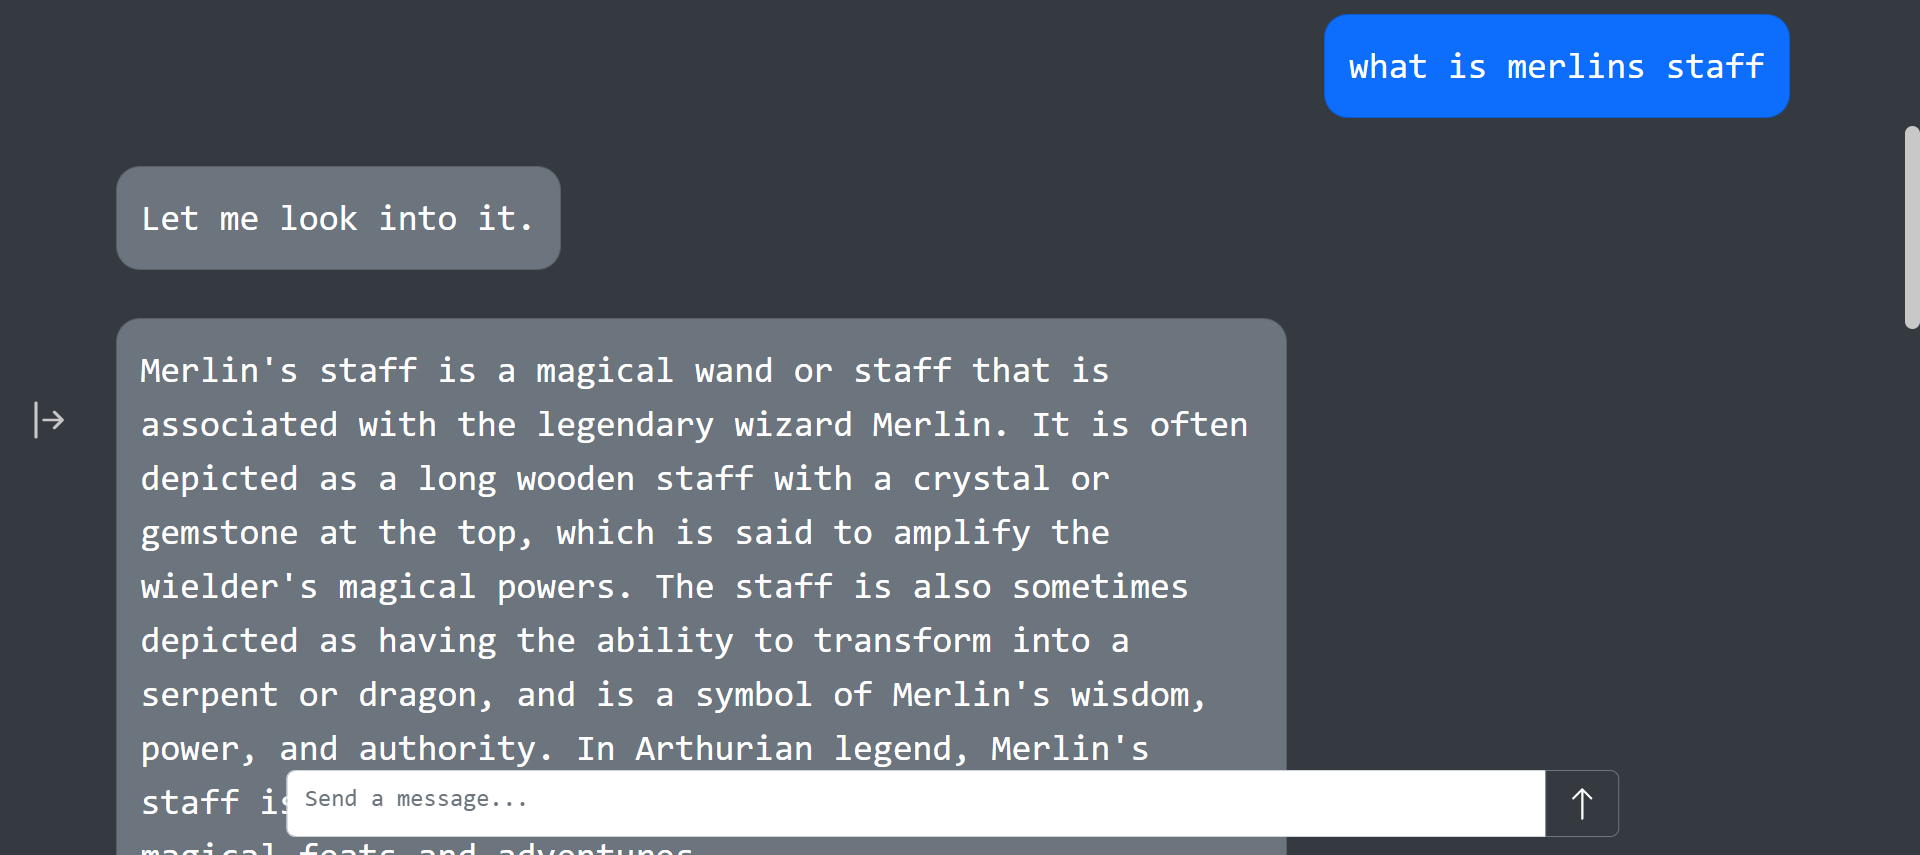 what is merlins staff
Let me look into it.
Merlin's staff is a magical wand or staff that is
associated with the legendary wizard Merlin. It is often
depicted as a long wooden staff with a crystal or
gemstone at the top, which is said to amplify the
wielder's magical powers. The staff is also sometimes
depicted as having the ability to transform into a
serpent or dragon, and is a symbol of Merlin's wisdom,
power, and authority. In Arthurian legend, Merlin's
staff is
Send a message...
magical feats and adventures